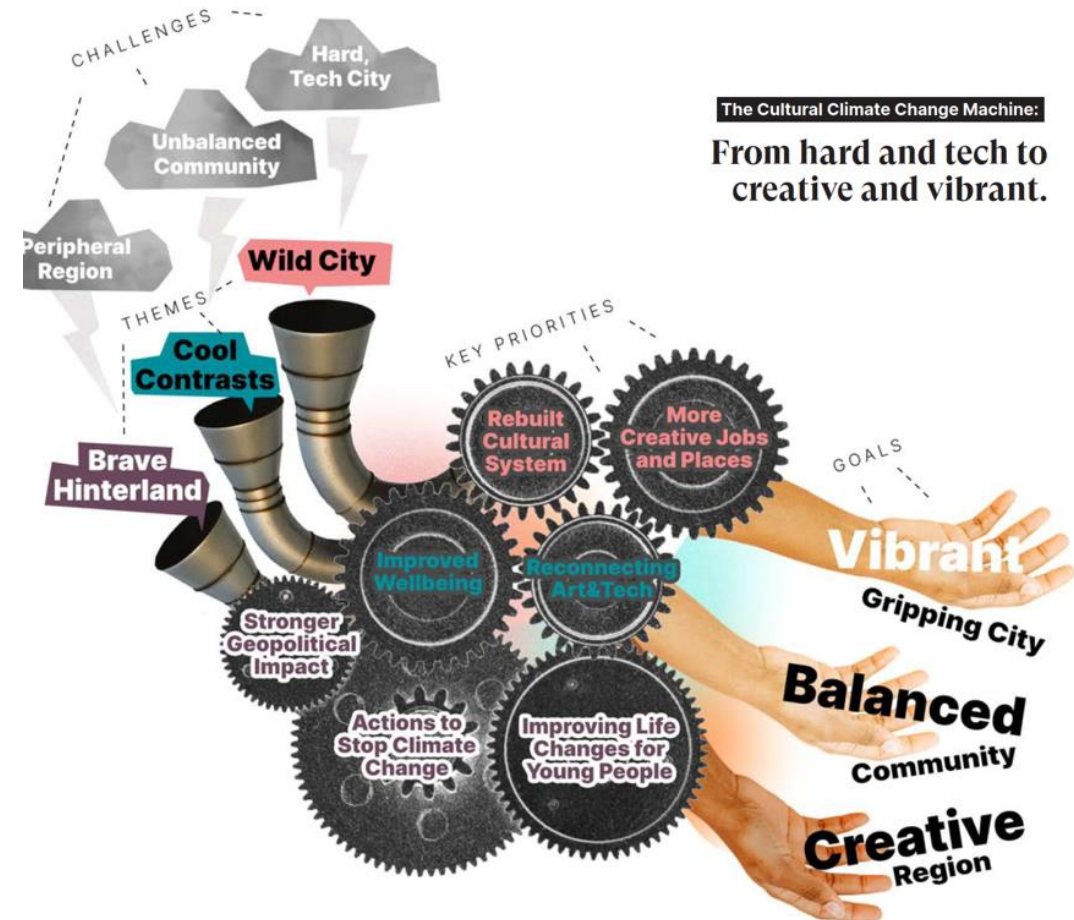 CHALLENGES
Hard,
Tech City
Unbalanced
Community
Peripheral
Region
The Cultural Climate Change Machine:
From hard and tech to
creative and vibrant.
THEMES
Wild City
Cool
Contrasts
Brave
Hinterland
KEY PRIORITIES
Rebuilt
Cultural
System
More
Creative Jobs
and Places
Improved
Wellbeing
Reconnecting
Art&Tech
Stronger
Geopolitical
Impact
Actions to
Stop Climate
Change
Improving Life
Changes for
Young People
GOALS
Vibrant
Gripping City
Balanced
Community
Creative
Region